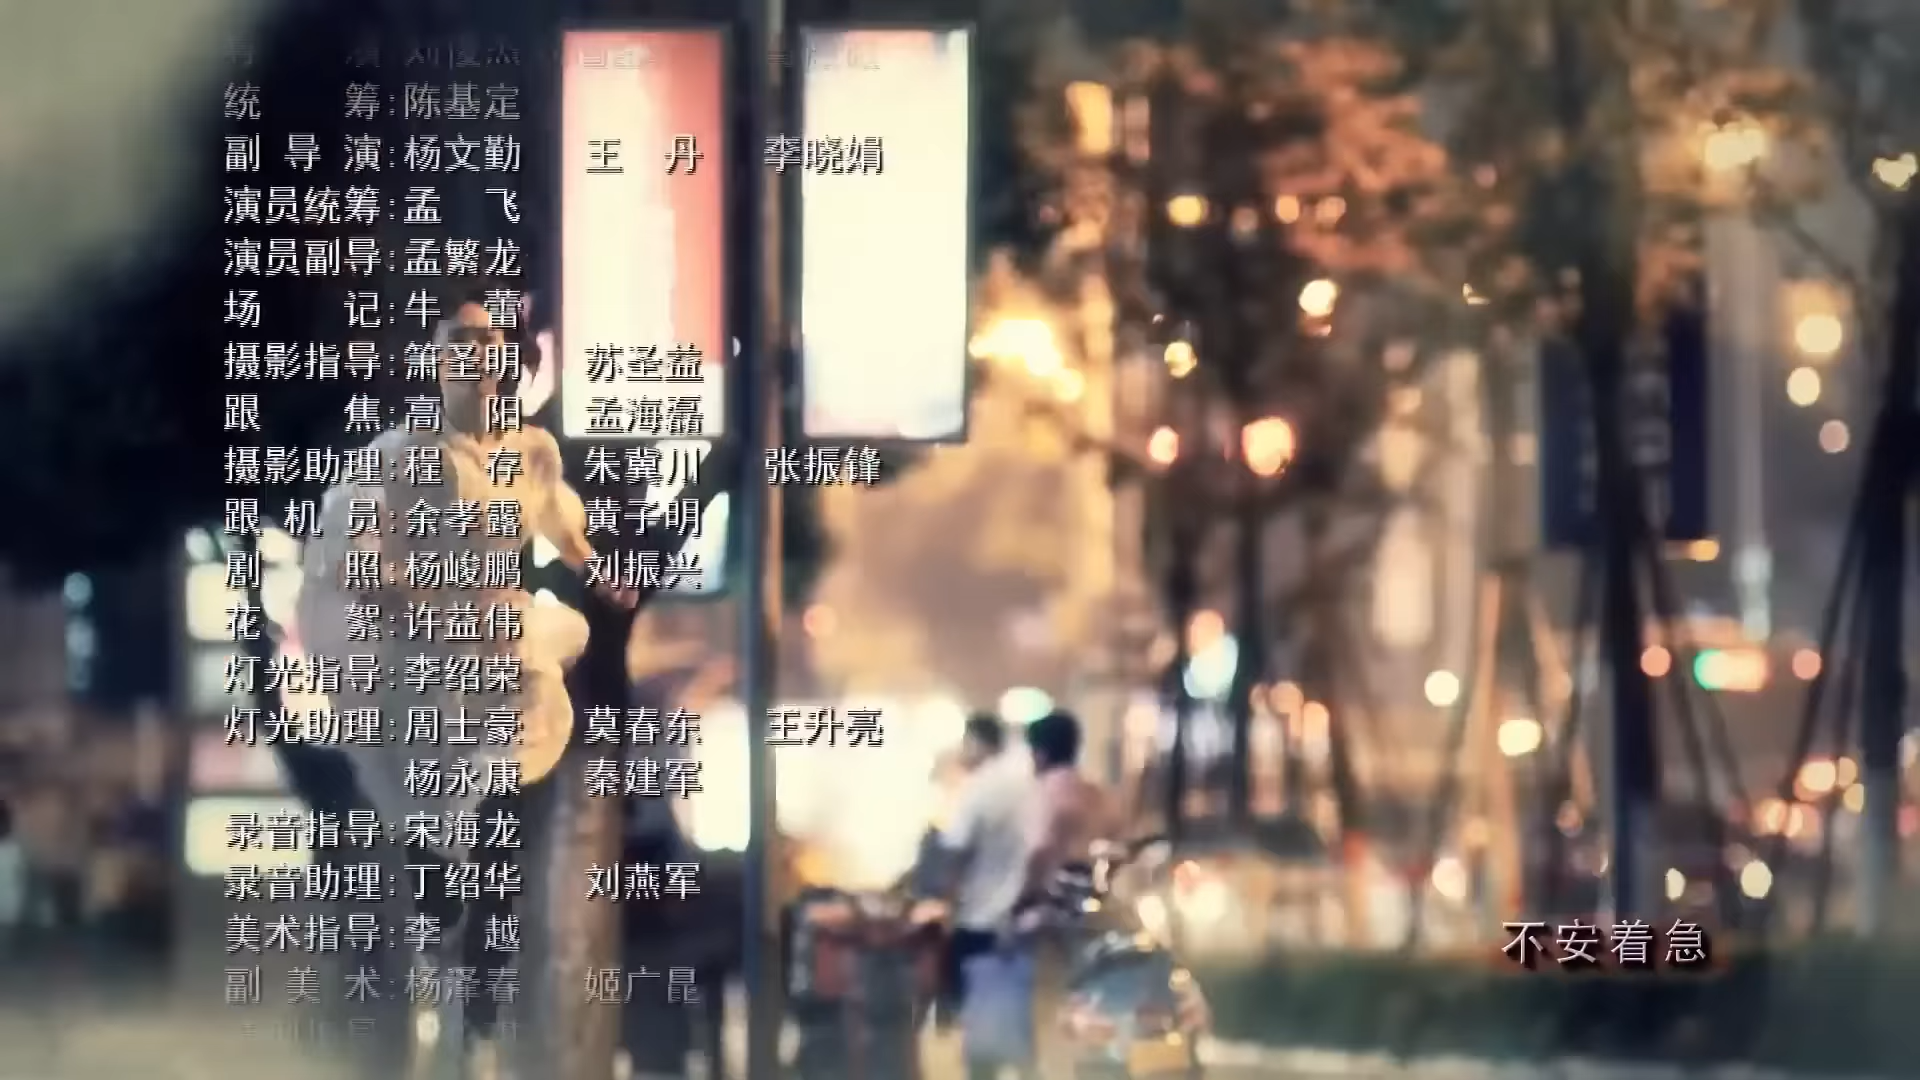 统筹:陈基定
副导演:杨文勤 王丹 李晓娟
演员统筹:孟飞
演员副导:孟繁龙
场记:牛蕾
摄影指导:箫圣明 苏圣益
跟焦:高阳 孟海磊
摄影助理:程存 朱冀川 张振锋
跟机员:余孝露 黄子明
剧照:杨峻鹏 刘振兴
花絮:许益伟
灯光指导:李绍荣
灯光助理:周士豪 莫春东 王升亮
杨永康 秦建军
录音指导:宋海龙
录音助理:丁绍华 刘燕军
美术指导:李越
副美术:杨泽春 姬广昆
不安着急